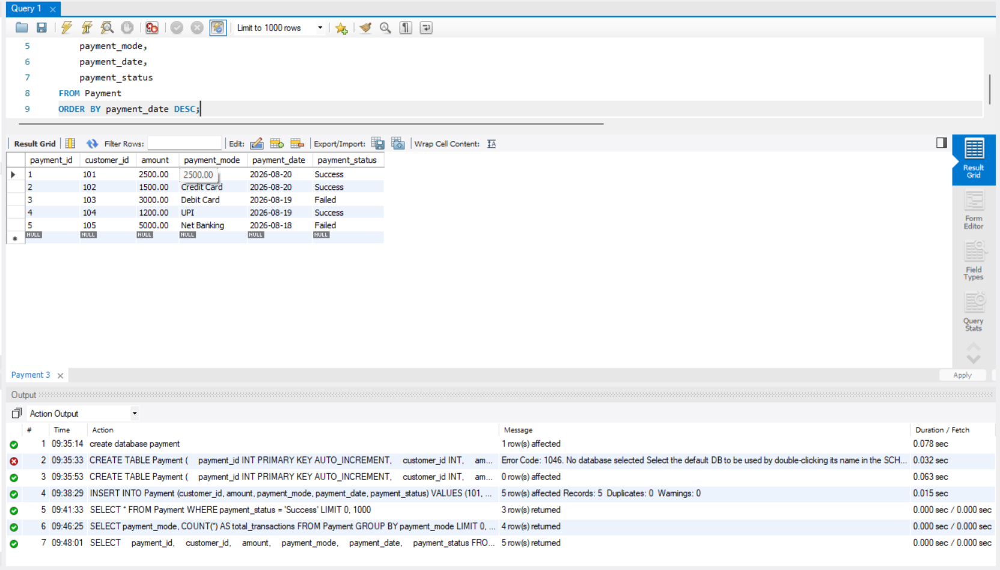 Query 1
Limit to 1000 rows
5 payment_mode,
6 payment_date,
7 payment_status
8 FROM Payment
9 ORDER BY payment_date DESC;
Result Grid Filter Rows: Edit: Export/Import: Wrap Cell Content:
payment_id customer_id amount payment_mode payment_date payment_status
1 101 2500.00 2500.00 2026-08-20 Success
2 102 1500.00 Credit Card 2026-08-20 Success
3 103 3000.00 Debit Card 2026-08-19 Failed
4 104 1200.00 UPI 2026-08-19 Success
5 105 5000.00 Net Banking 2026-08-18 Failed
NULL NULL NULL NULL NULL NULL
Result
Grid
Form
Editor
Field
Types
Query
Stats
Payment 3
Apply
Output
Action Output
# Time Action Message Duration / Fetch
1 09:35:14 create database payment 1 row(s) affected 0.078 sec
2 09:35:33 CREATE TABLE Payment ( payment_id INT PRIMARY KEY AUTO_INCREMENT, customer_id INT, am... Error Code: 1046. No database selected Select the default DB to be used by double-clicking its name in the SCH... 0.032 sec
3 09:35:53 CREATE TABLE Payment ( payment_id INT PRIMARY KEY AUTO_INCREMENT, customer_id INT, am... 0 row(s) affected 0.063 sec
4 09:38:29 INSERT INTO Payment (customer_id, amount, payment_mode, payment_date, payment_status) VALUES (101, ... 5 row(s) affected Records: 5 Duplicates: 0 Warnings: 0 0.015 sec
5 09:41:33 SELECT * FROM Payment WHERE payment_status = 'Success' LIMIT 0, 1000 3 row(s) returned 0.000 sec / 0.000 sec
6 09:46:25 SELECT payment_mode, COUNT(*) AS total_transactions FROM Payment GROUP BY payment_mode LIMIT 0, ... 4 row(s) returned 0.000 sec / 0.000 sec
7 09:48:01 SELECT payment_id, customer_id, amount, payment_mode, payment_date, payment_status FRO... 5 row(s) returned 0.000 sec / 0.000 sec